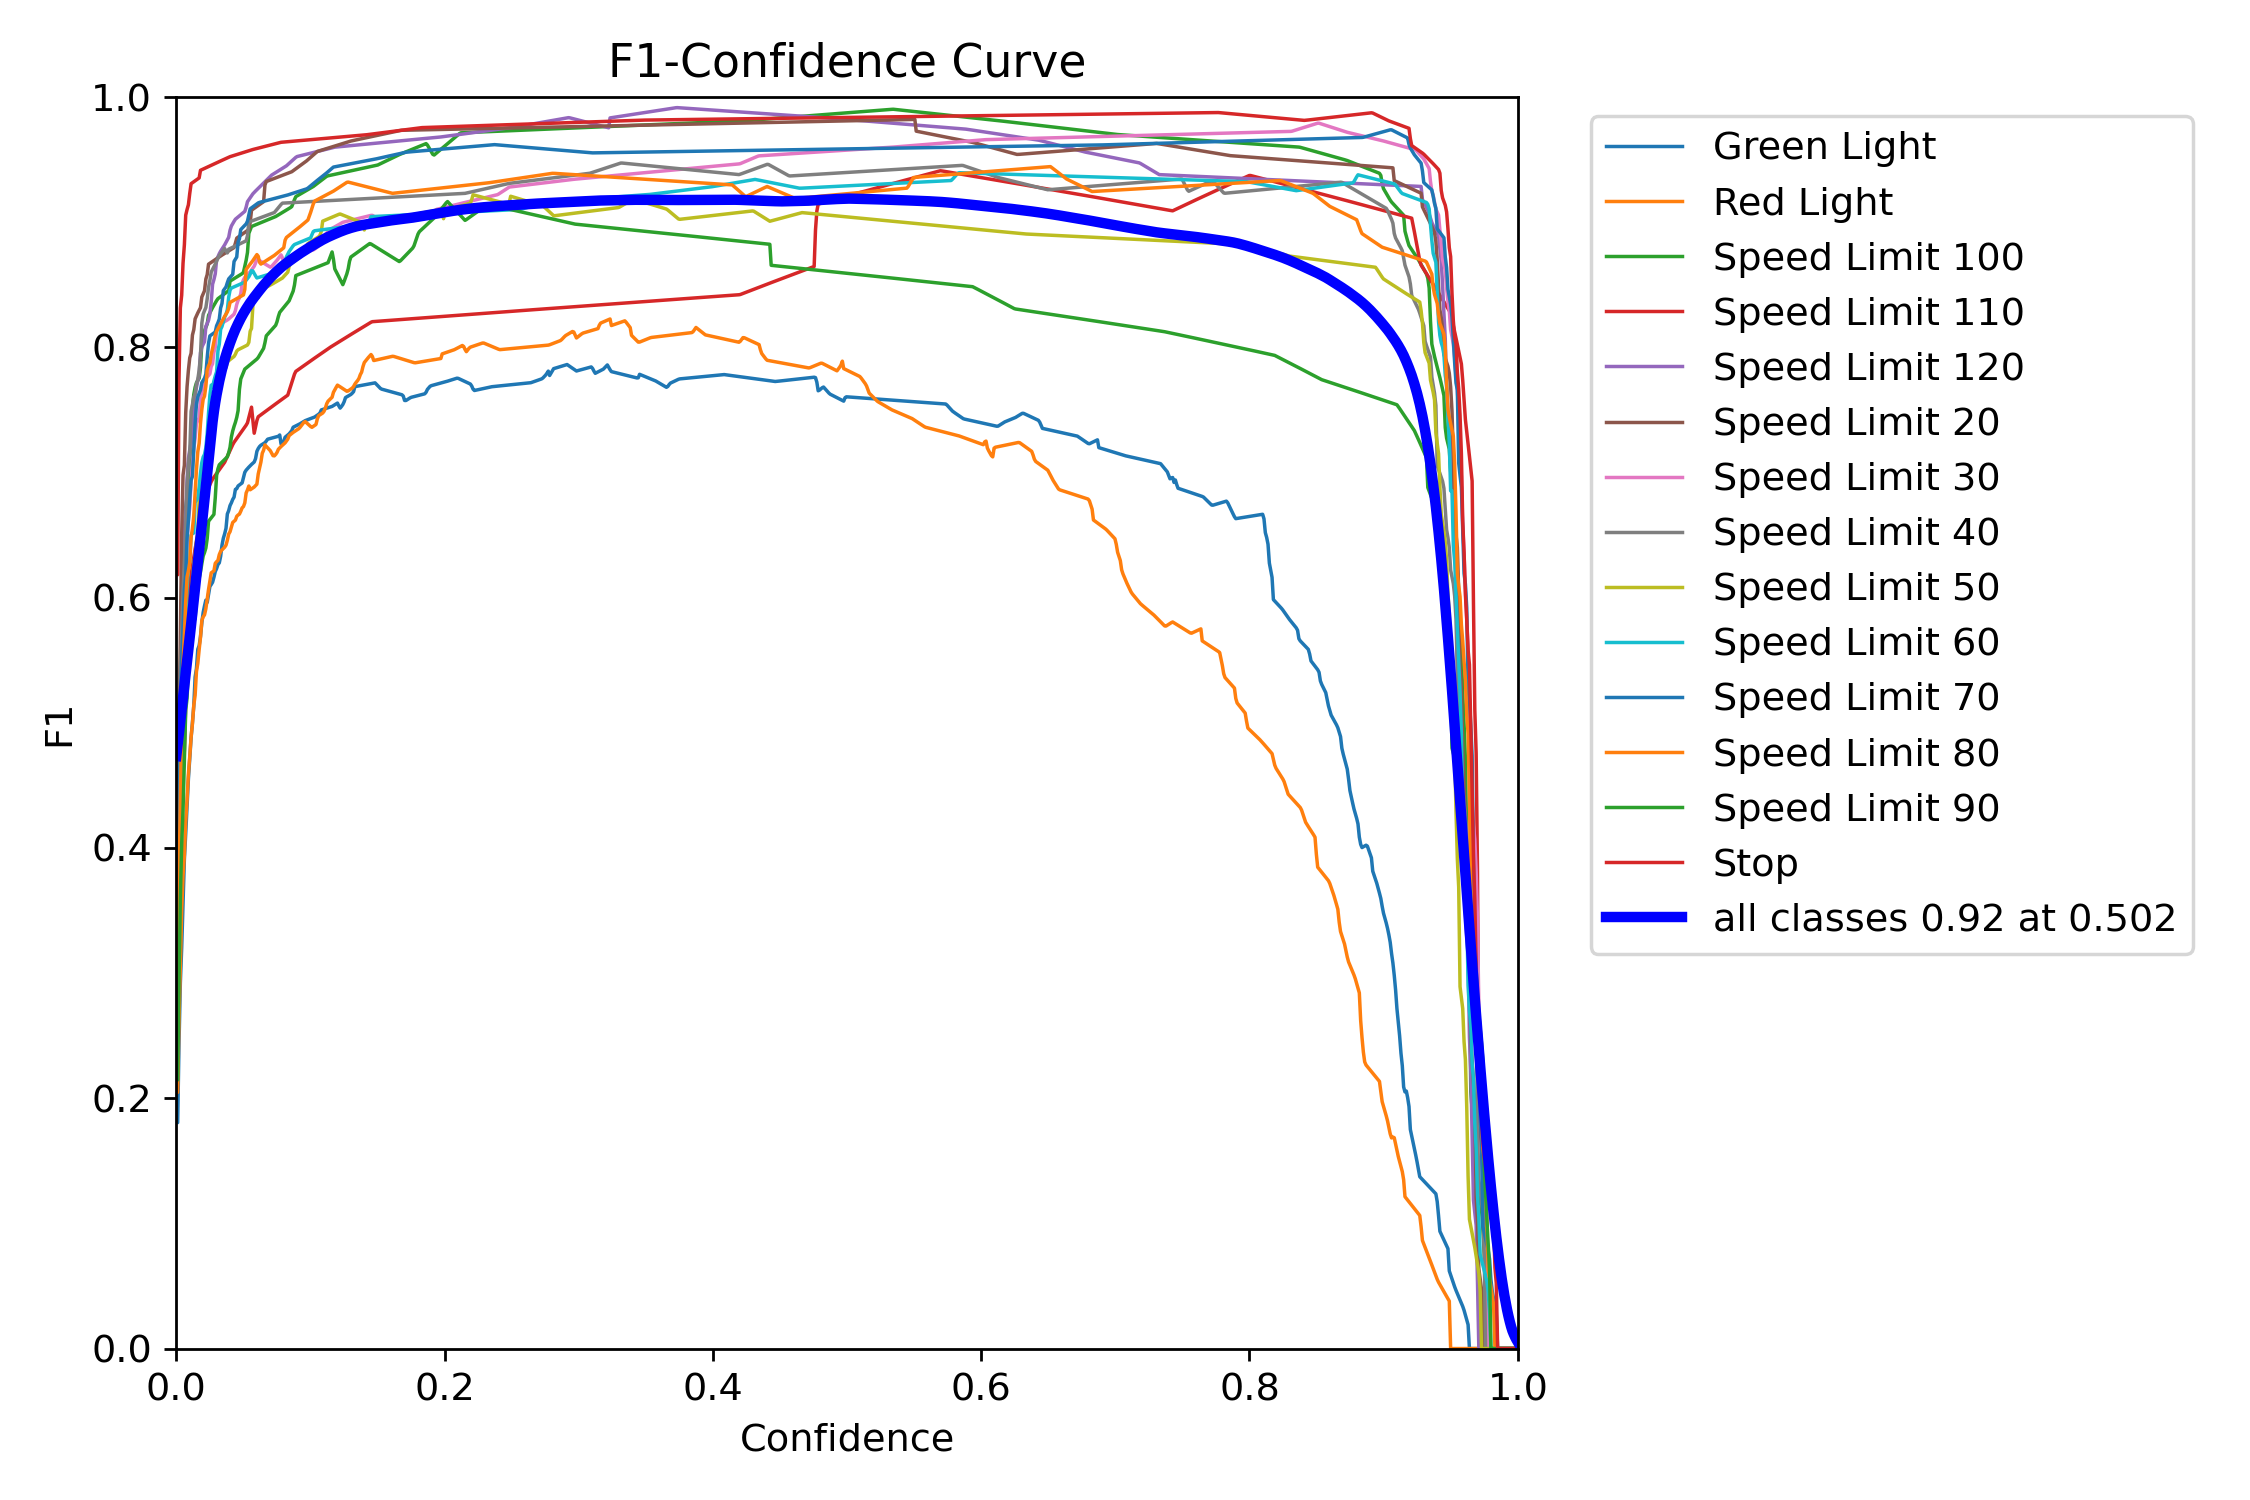 F1-Confidence Curve
1.0
0.8
0.6
0.4
0.2
0.0
F1
0.0 0.2 0.4 0.6 0.8 1.0
Confidence
Green Light
Red Light
Speed Limit 100
Speed Limit 110
Speed Limit 120
Speed Limit 20
Speed Limit 30
Speed Limit 40
Speed Limit 50
Speed Limit 60
Speed Limit 70
Speed Limit 80
Speed Limit 90
Stop
all classes 0.92 at 0.502